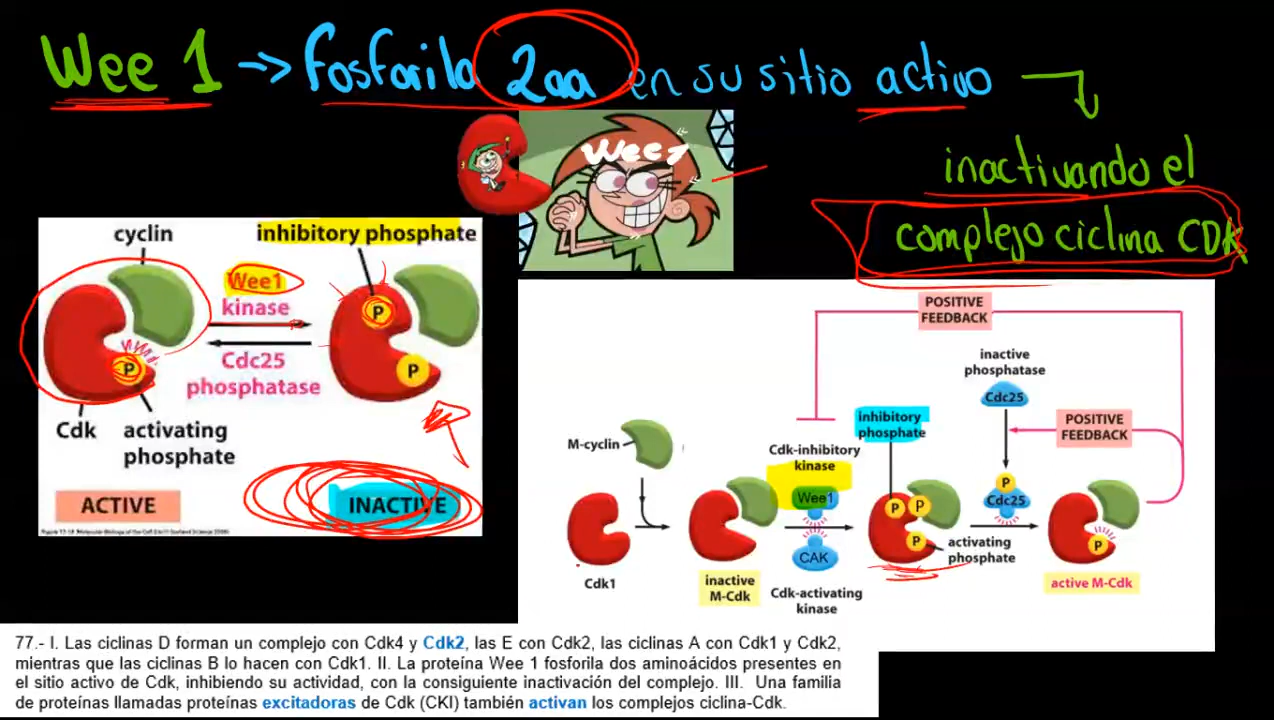 Wee 1 -> fosforila 2aa en su sitio activo
inactivando el
complejo ciclina CDK
Wee1
cyclin
inhibitory phosphate
Wee1
kinase
P
Cdc25
phosphatase
P
P
Cdk
activating
phosphate
ACTIVE
INACTIVE
POSITIVE
FEEDBACK
inactive
phosphatase
Cdc25
inhibitory
phosphate
POSITIVE
FEEDBACK
M-cyclin
Cdk-inhibitory
kinase
Wee1
P
Cdc25
P
P
P
P
activating
phosphate
CAK
Cdk1
inactive
M-Cdk
Cdk-activating
kinase
active M-Cdk
77.- I. Las ciclinas D forman un complejo con Cdk4 y Cdk2, las E con Cdk2, las ciclinas A con Cdk1 y Cdk2,
mientras que las ciclinas B lo hacen con Cdk1. II. La proteína Wee 1 fosforila dos aminoácidos presentes en
el sitio activo de Cdk, inhibiendo su actividad, con la consiguiente inactivación del complejo. III. Una familia
de proteínas llamadas proteínas excitadoras de Cdk (CKI) también activan los complejos ciclina-Cdk.